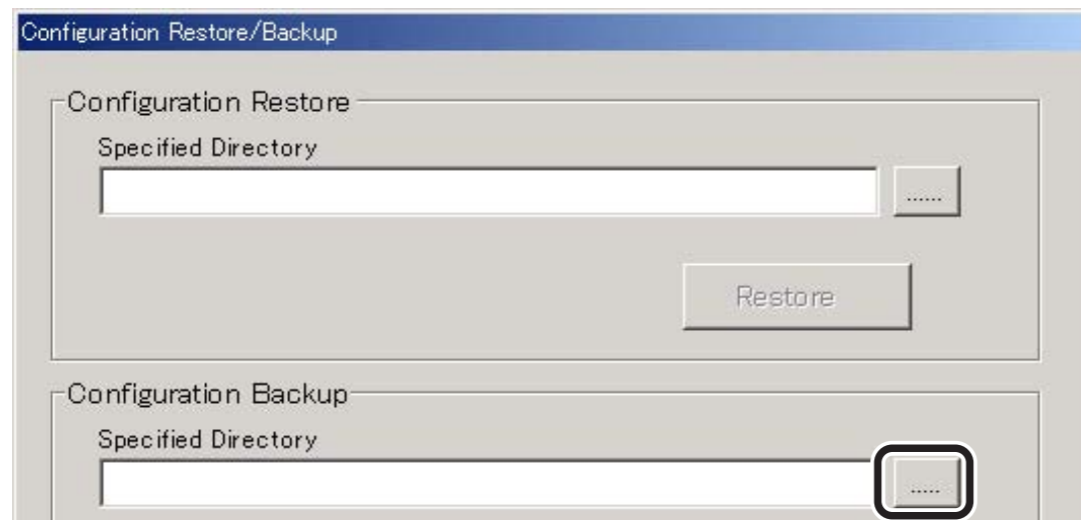 Configuration Restore/Backup
Configuration Restore
Specified Directory
......
Restore
Configuration Backup
Specified Directory
.....